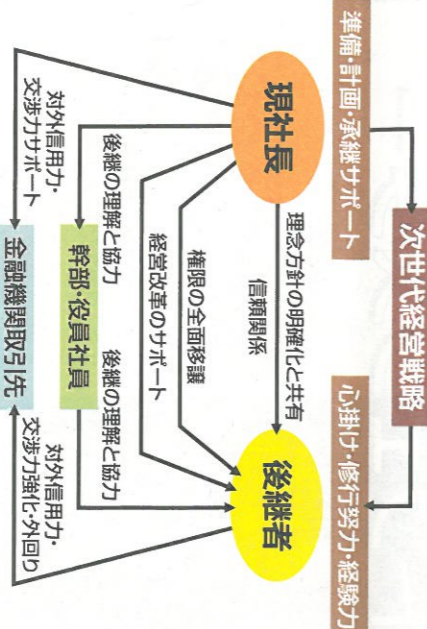 次世代経営戦略
準備・計画・承継サポート
心掛け・修行努力・経験力
現社長
後継者
理念方針の明確化と共有
信頼関係
権限の全面移譲
経営改革のサポート
後継の理解と協力
幹部・役員社員
後継の理解と協力
対外信用力・
交渉力サポート
金融機関取引先
対外信用力・
交渉力強化・外回り